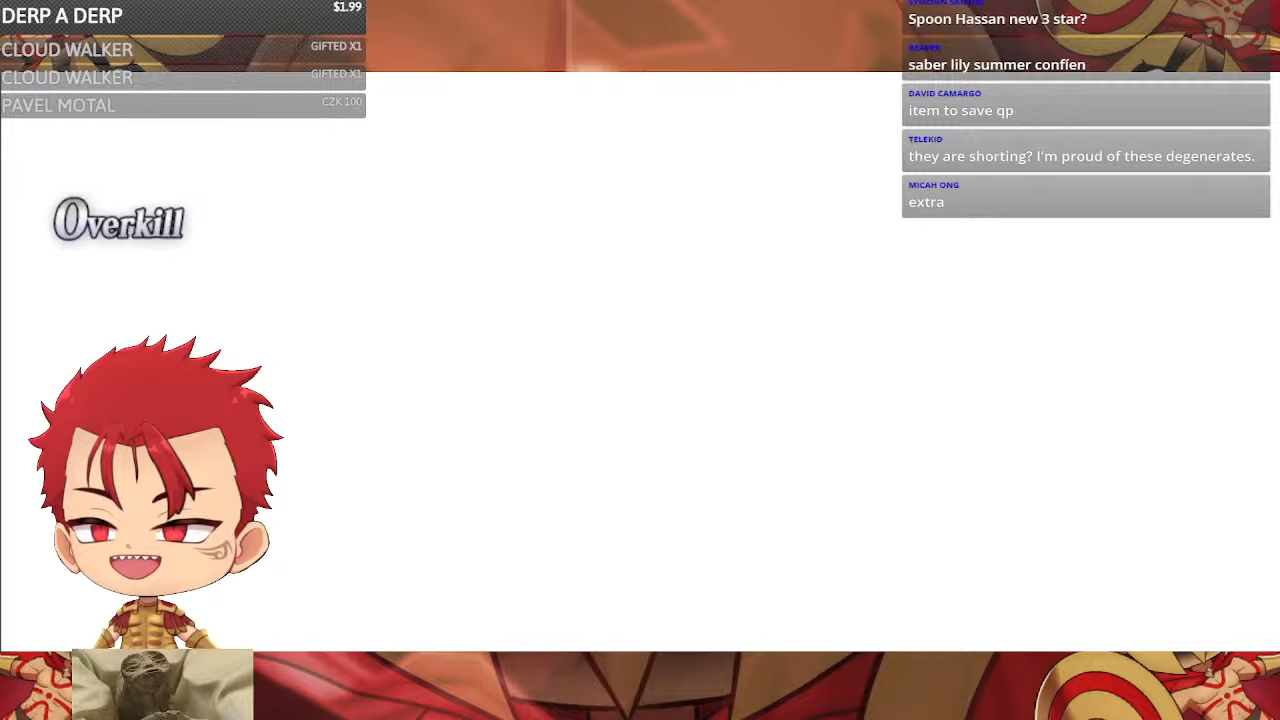 DERP A DERP
$1.99
CLOUD WALKER
GIFTED X1
CLOUD WALKER
GIFTED X1
PAVEL MOTAL
CZK 100
Overkill
Spoon Hassan new 3 star?
REAPER
saber lily summer confien
DAVID CAMARGO
item to save qp
TELEKID
they are shorting? I'm proud of these degenerates.
MICAH ONG
extra